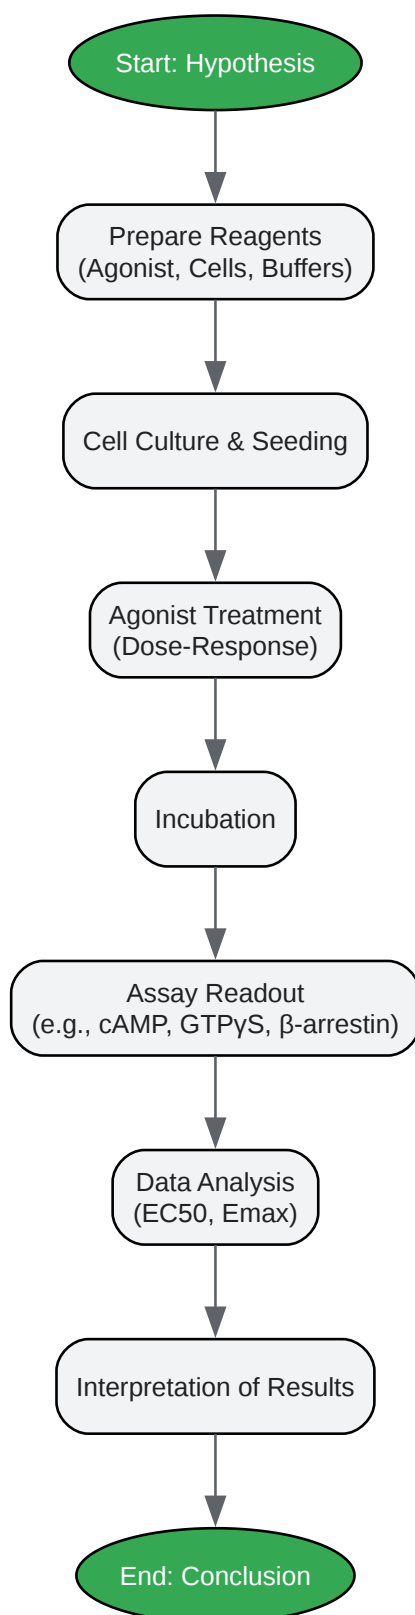 Start: Hypothesis
Prepare Reagents
(Agonist, Cells, Buffers)
Cell Culture & Seeding
Agonist Treatment
(Dose-Response)
Incubation
Assay Readout
(e.g., cAMP, GTPγS, β-arrestin)
Data Analysis
(EC50, Emax)
Interpretation of Results
End: Conclusion